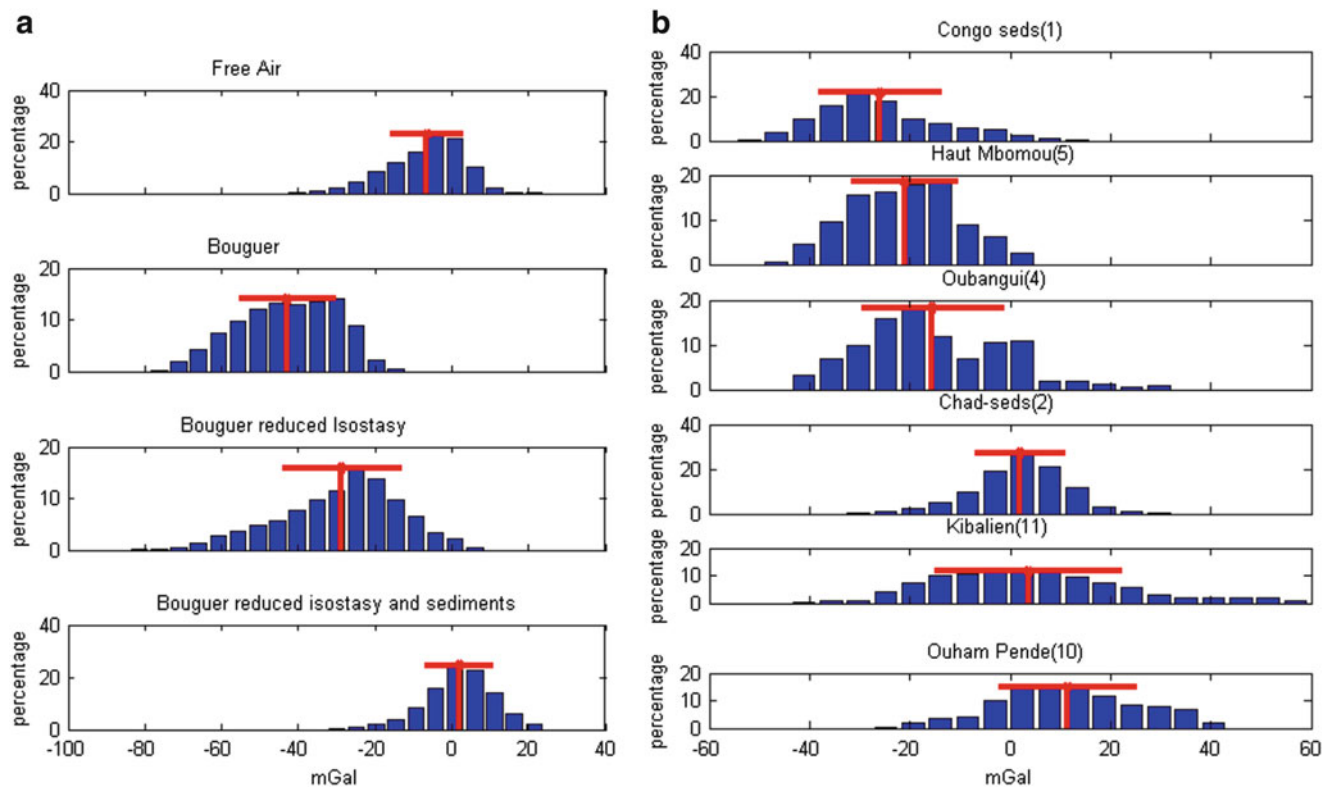 a
Free Air
percentage
40
20
0
Bouguer
percentage
20
10
0
Bouguer reduced Isostasy
percentage
20
10
0
Bouguer reduced isostasy and sediments
percentage
40
20
0
-100 -80 -60 -40 -20 0 20 40
mGal
b
Congo seds(1)
percentage
40
20
0
Haut Mbomou(5)
percentage
20
10
0
Oubangui(4)
percentage
20
10
0
Chad-seds(2)
percentage
40
20
0
Kibalien(11)
percentage
20
10
0
Ouham Pende(10)
percentage
20
10
0
-60 -40 -20 0 20 40 60
mGal